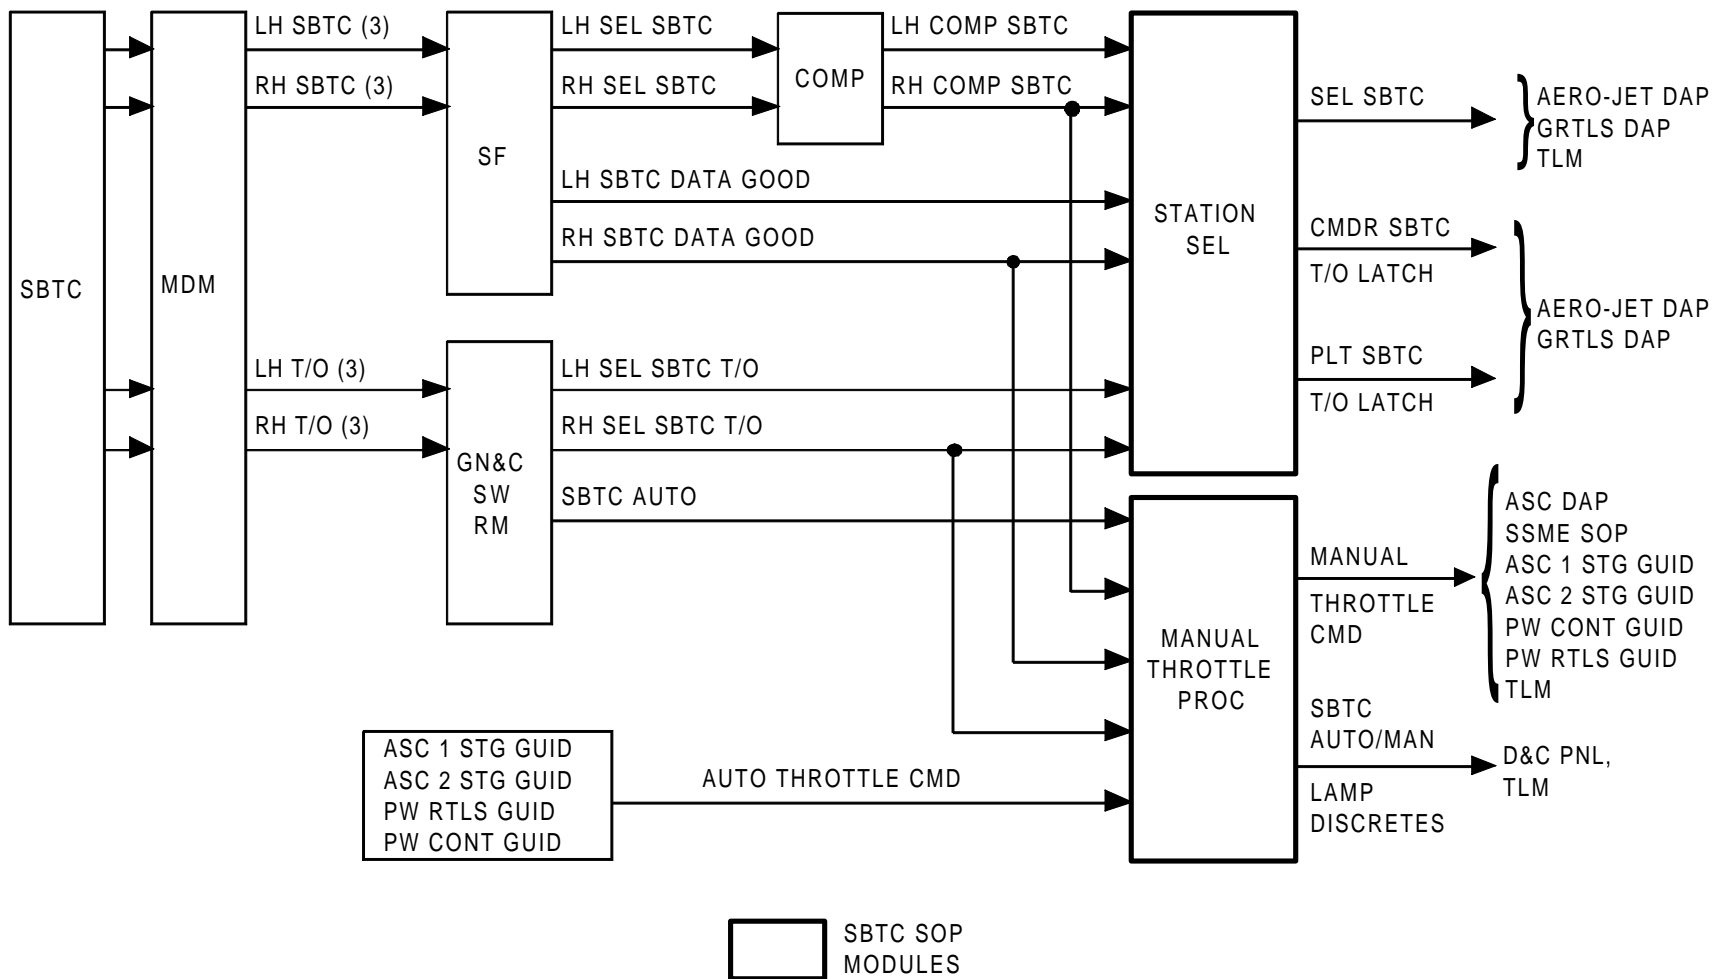 SBTC
MDM
LH SBTC (3)
RH SBTC (3)
LH T/O (3)
RH T/O (3)
SF
GN&C
SW
RM
LH SEL SBTC
RH SEL SBTC
LH SBTC DATA GOOD
RH SBTC DATA GOOD
LH SEL SBTC T/O
RH SEL SBTC T/O
SBTC AUTO
COMP
LH COMP SBTC
RH COMP SBTC
ASC 1 STG GUID
ASC 2 STG GUID
PW RTLS GUID
PW CONT GUID
AUTO THROTTLE CMD
STATION
SEL
MANUAL
THROTTLE
PROC
SEL SBTC
AERO-JET DAP
GRTLS DAP
TLM
CMDR SBTC
T/O LATCH
PLT SBTC
T/O LATCH
AERO-JET DAP
GRTLS DAP
MANUAL
THROTTLE
CMD
ASC DAP
SSME SOP
ASC 1 STG GUID
ASC 2 STG GUID
PW CONT GUID
PW RTLS GUID
TLM
SBTC
AUTO/MAN
LAMP
DISCRETES
D&C PNL,
TLM
SBTC SOP
MODULES